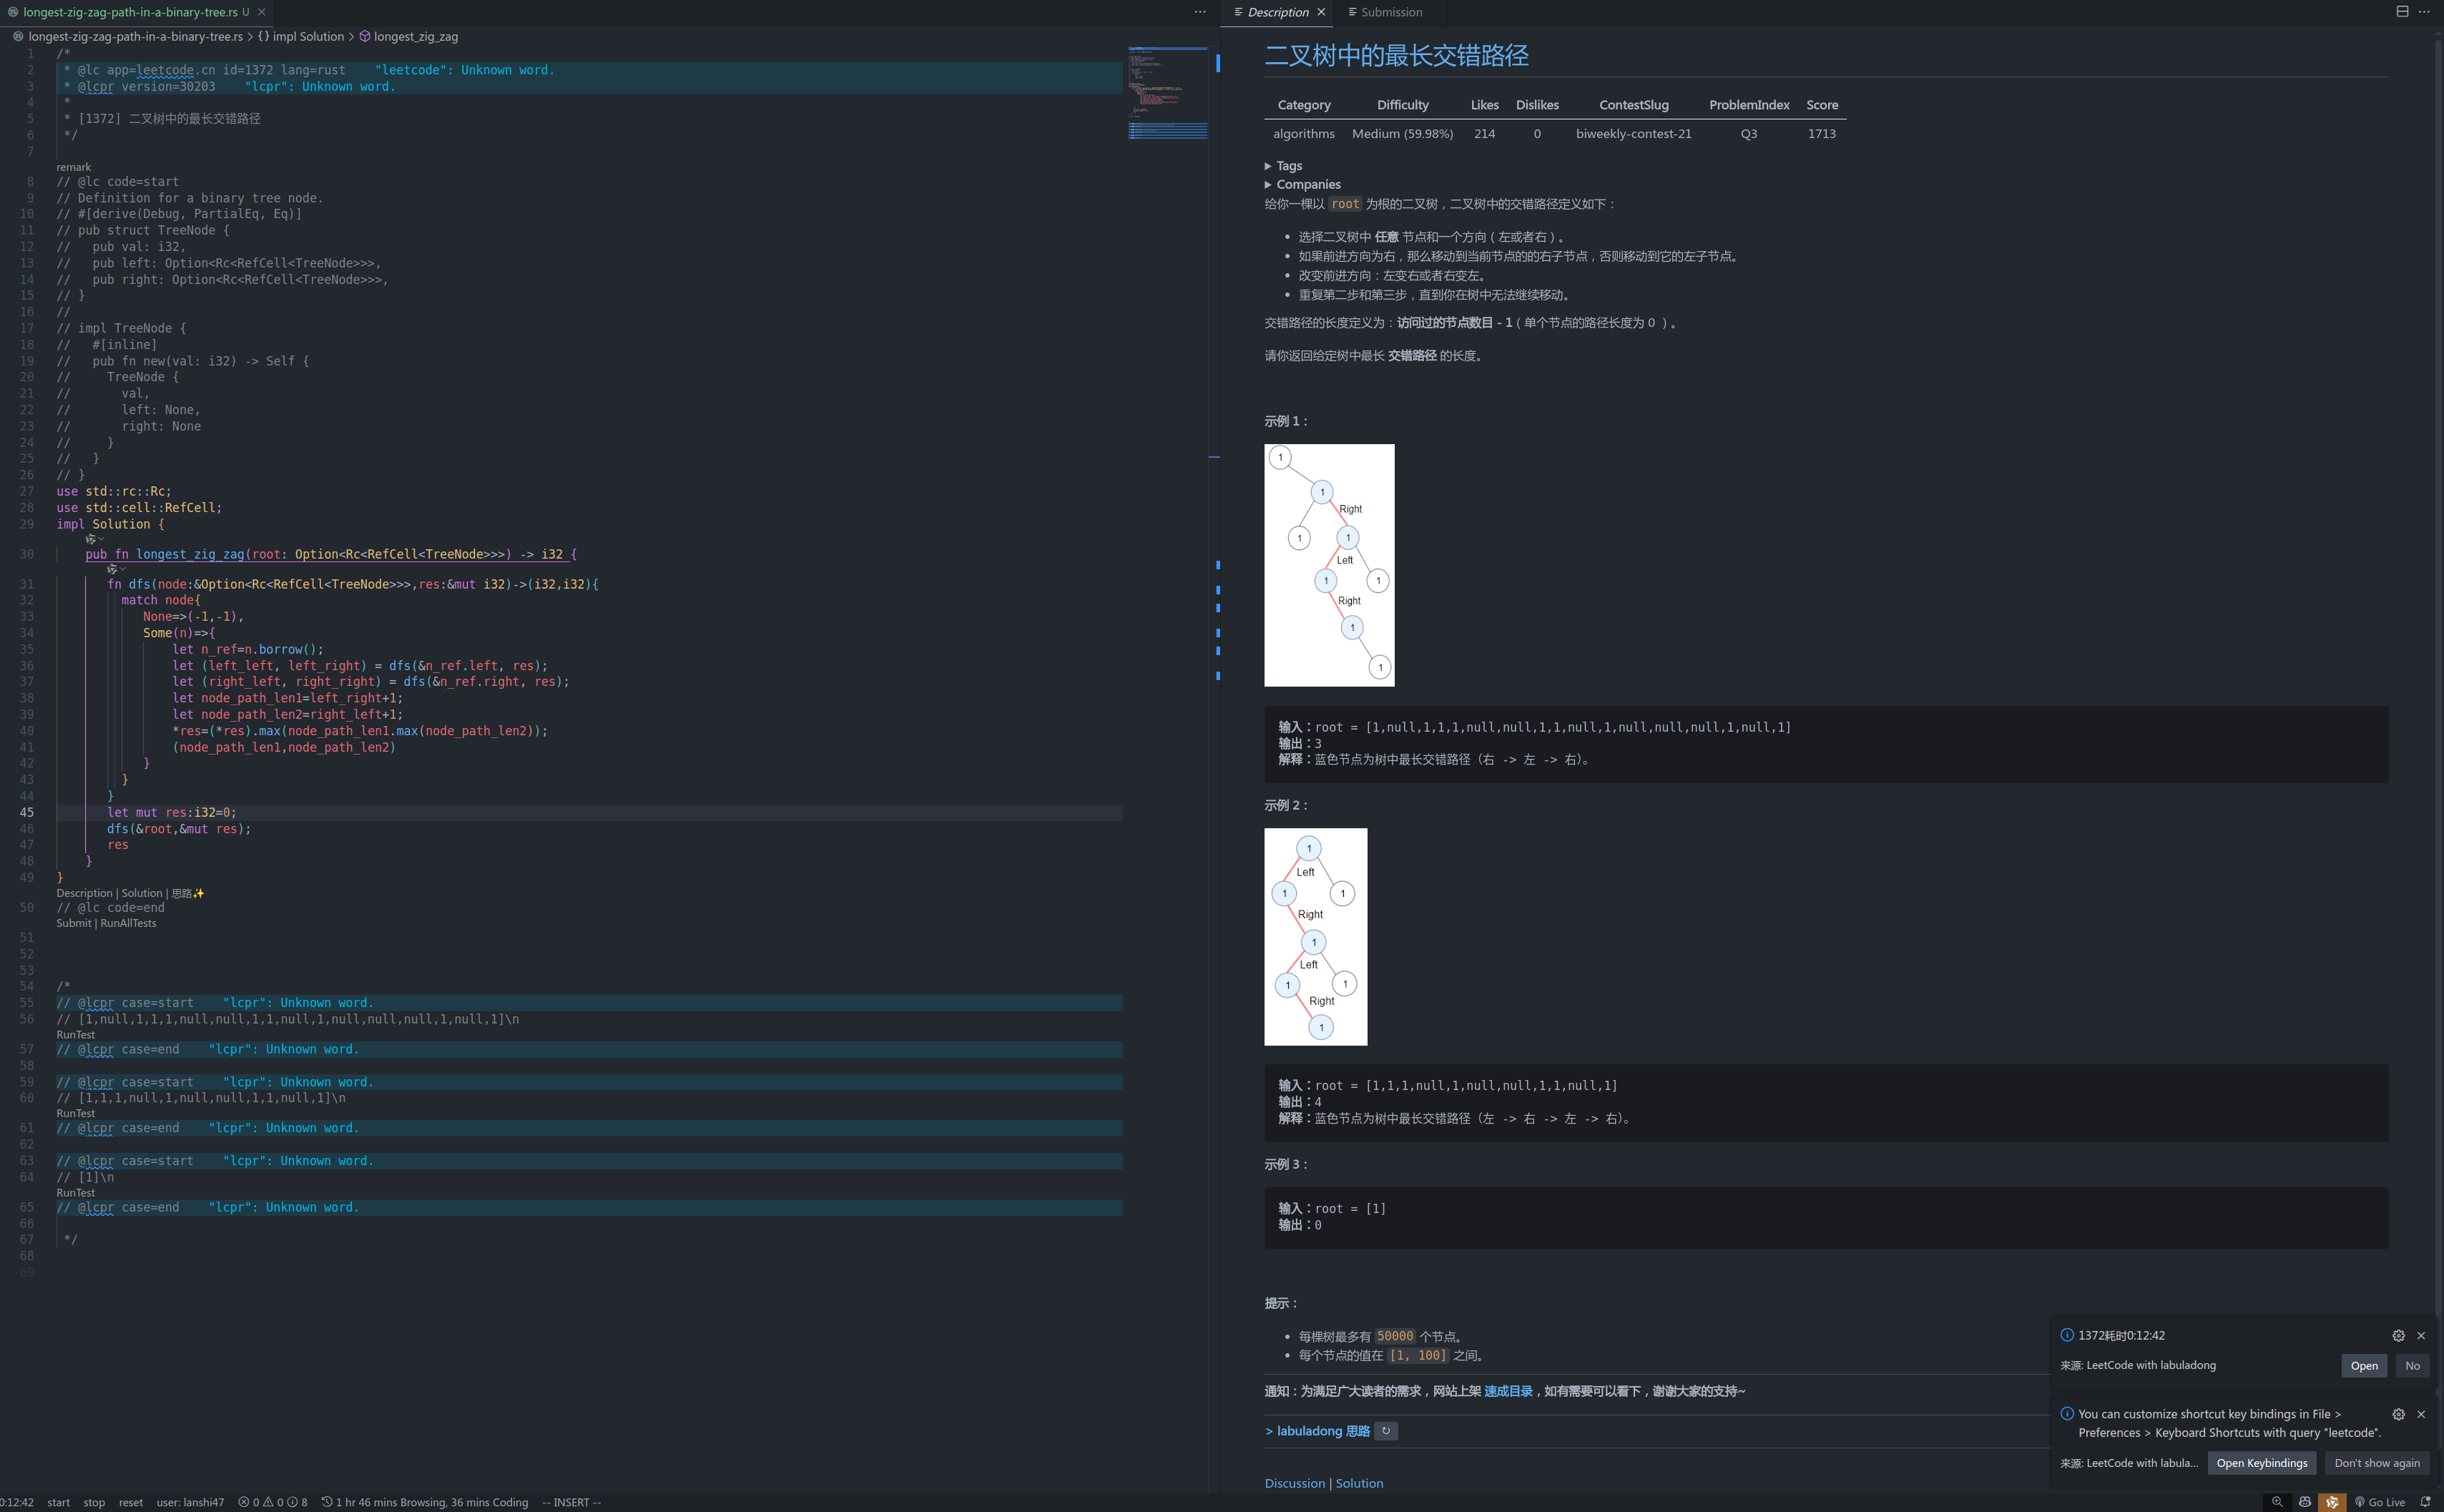 longest-zig-zag-path-in-a-binary-tree.rs U
longest-zig-zag-path-in-a-binary-tree.rs > {} impl Solution > longest_zig_zag
1 /*
2 * @lc app=leetcode.cn id=1372 lang=rust "leetcode": Unknown word.
3 * @lcpr version=30203 "lcpr": Unknown word.
4 *
5 * [1372] 二叉树中的最长交错路径
6 */
7
remark
8 // @lc code=start
9 // Definition for a binary tree node.
10 // #[derive(Debug, PartialEq, Eq)]
11 // pub struct TreeNode {
12 //   pub val: i32,
13 //   pub left: Option<Rc<RefCell<TreeNode>>>,
14 //   pub right: Option<Rc<RefCell<TreeNode>>>,
15 // }
16 //
17 // impl TreeNode {
18 //   #[inline]
19 //   pub fn new(val: i32) -> Self {
20 //     TreeNode {
21 //       val,
22 //       left: None,
23 //       right: None
24 //     }
25 //   }
26 // }
27 use std::rc::Rc;
28 use std::cell::RefCell;
29 impl Solution {
30 pub fn longest_zig_zag(root: Option<Rc<RefCell<TreeNode>>>) -> i32 {
31 fn dfs(node:&Option<Rc<RefCell<TreeNode>>>,res:&mut i32)->(i32,i32){
32 match node{
33 None=>(-1,-1),
34 Some(n)=>{
35 let n_ref=n.borrow();
36 let (left_left, left_right) = dfs(&n_ref.left, res);
37 let (right_left, right_right) = dfs(&n_ref.right, res);
38 let node_path_len1=left_right+1;
39 let node_path_len2=right_left+1;
40 *res=(*res).max(node_path_len1.max(node_path_len2));
41 (node_path_len1,node_path_len2)
42 }
43 }
44 }
45 let mut res:i32=0;
46 dfs(&root,&mut res);
47 res
48 }
49 }
Description | Solution | 思路✨
50 // @lc code=end
Submit | RunAllTests
51
52
53
54 /*
55 // @lcpr case=start "lcpr": Unknown word.
56 // [1,null,1,1,1,null,null,1,1,null,1,null,null,null,1,null,1]\n
RunTest
57 // @lcpr case=end "lcpr": Unknown word.
58
59 // @lcpr case=start "lcpr": Unknown word.
60 // [1,1,1,null,1,null,null,1,1,null,1]\n
RunTest
61 // @lcpr case=end "lcpr": Unknown word.
62
63 // @lcpr case=start "lcpr": Unknown word.
64 // [1]\n
RunTest
65 // @lcpr case=end "lcpr": Unknown word.
66
67 */
68
69
Description
Submission
二叉树中的最长交错路径
Category Difficulty Likes Dislikes ContestSlug ProblemIndex Score
algorithms Medium (59.98%) 214 0 biweekly-contest-21 Q3 1713
Tags
Companies
给你一棵以 root 为根的二叉树，二叉树中的交错路径定义如下：
• 选择二叉树中 任意 节点和一个方向（左或者右）。
• 如果前进方向为右，那么移动到当前节点的的右子节点，否则移动到它的左子节点。
• 改变前进方向：左变右或者右变左。
• 重复第二步和第三步，直到你在树中无法继续移动。
交错路径的长度定义为：访问过的节点数目 - 1（单个节点的路径长度为 0 ）。
请你返回给定树中最长 交错路径 的长度。
示例 1：
1
1
Right
1 1
Left
1 1
Right
1
1
输入：root = [1,null,1,1,1,null,null,1,1,null,1,null,null,null,1,null,1]
输出：3
解释：蓝色节点为树中最长交错路径（右 -> 左 -> 右）。
示例 2：
1
Left
1 1
Right
1
Left
1 1
Right
1
输入：root = [1,1,1,null,1,null,null,1,1,null,1]
输出：4
解释：蓝色节点为树中最长交错路径（左 -> 右 -> 左 -> 右）。
示例 3：
输入：root = [1]
输出：0
提示：
• 每棵树最多有 50000 个节点。
• 每个节点的值在 [1, 100] 之间。
通知：为满足广大读者的需求，网站上架 速成目录，如有需要可以看下，谢谢大家的支持~
> labuladong 思路
Discussion | Solution
1372耗时0:12:42
来源: LeetCode with labuladong
Open No
You can customize shortcut key bindings in File >
Preferences > Keyboard Shortcuts with query "leetcode".
来源: LeetCode with labula...
Open Keybindings Don't show again
0:12:42 start stop reset user: lanshi47 0 0 8 1 hr 46 mins Browsing, 36 mins Coding -- INSERT --
Go Live